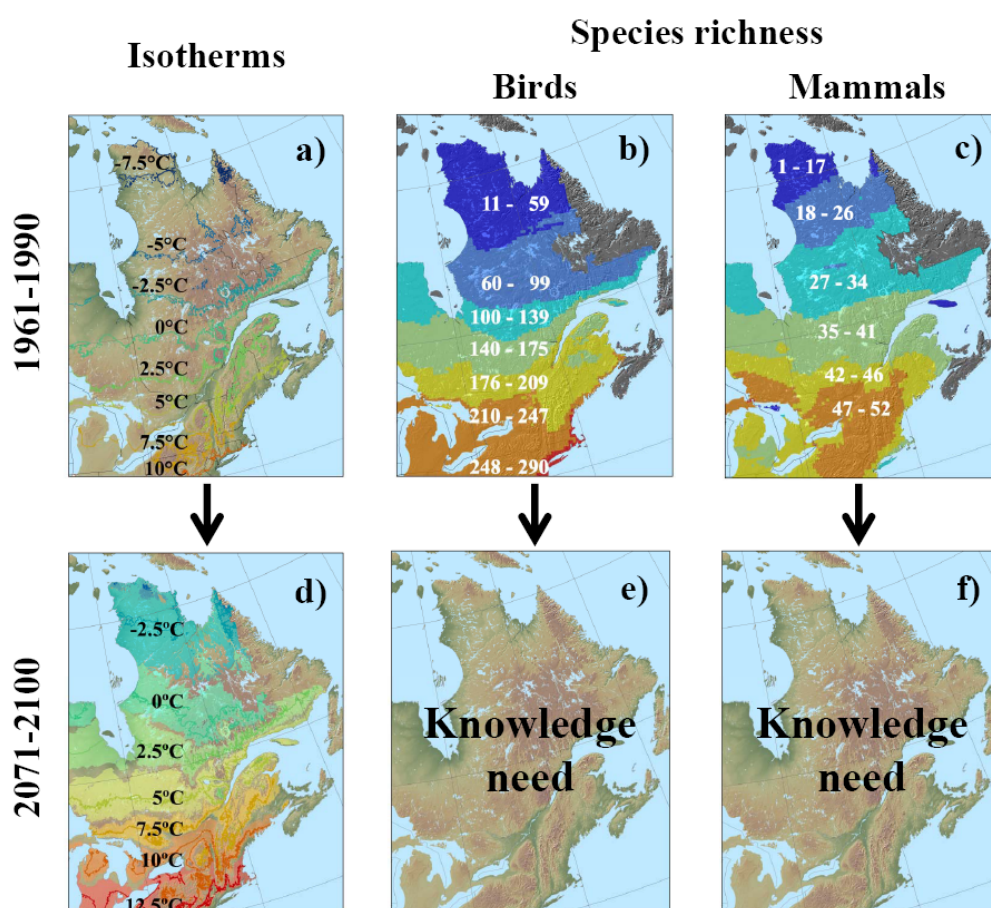 Species richness
Isotherms
Birds
Mammals
1961-1990
a)
-7.5°C
-5°C
-2.5°C
0°C
2.5°C
5°C
7.5°C
10°C
b)
11 - 59
60 - 99
100 - 139
140 - 175
176 - 209
210 - 247
248 - 290
c)
1 - 17
18 - 26
27 - 34
35 - 41
42 - 46
47 - 52
2071-2100
d)
-2.5°C
0°C
2.5°C
5°C
7.5°C
10°C
12.5°C
e)
Knowledge
need
f)
Knowledge
need